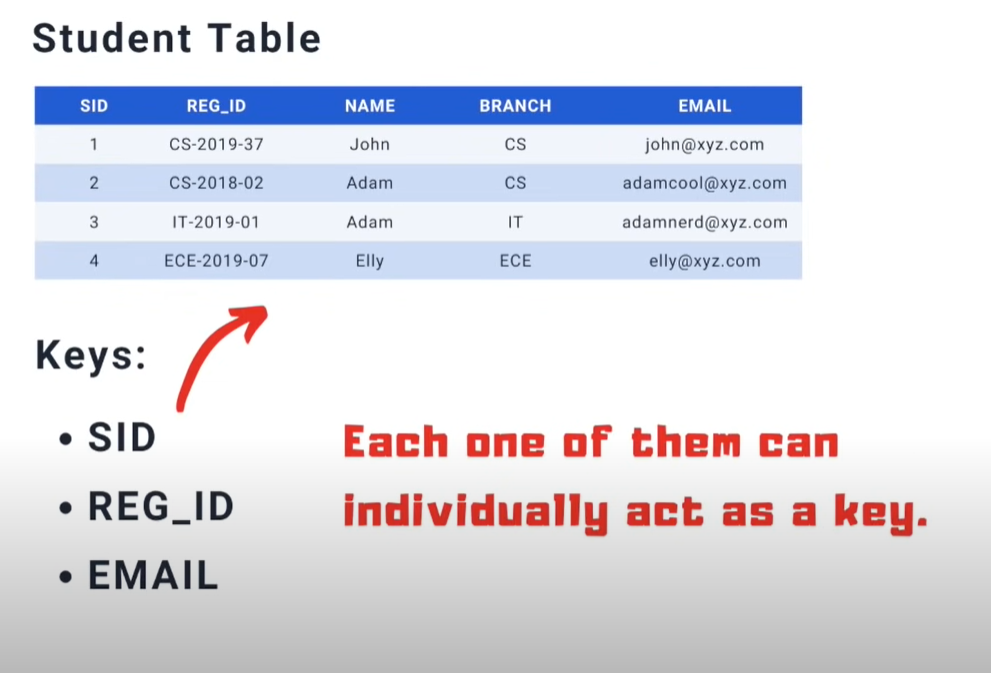 Student Table
SID REG_ID NAME BRANCH EMAIL
1 CS-2019-37 John CS john@xyz.com
2 CS-2018-02 Adam CS adamcool@xyz.com
3 IT-2019-01 Adam IT adamnerd@xyz.com
4 ECE-2019-07 Elly ECE elly@xyz.com
Keys:
• SID
• REG_ID
• EMAIL
Each one of them can
individually act as a key.